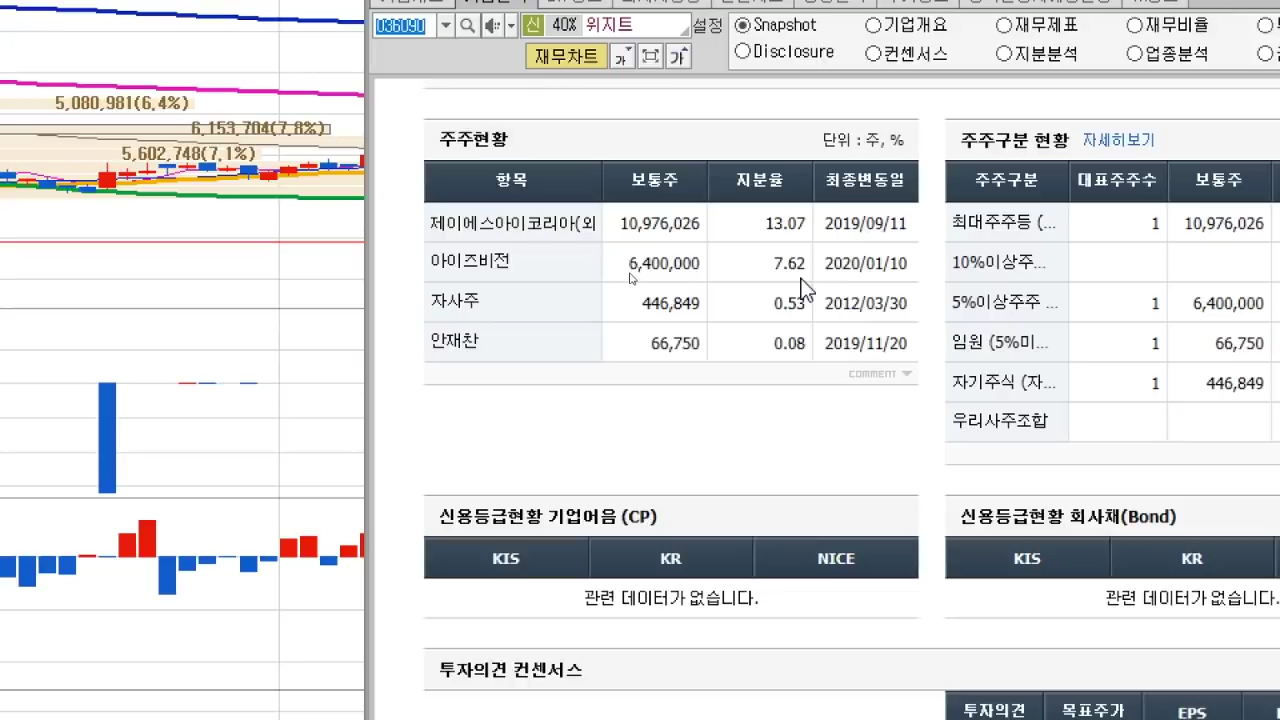 036090 신 40% 위지트 설정 Snapshot 기업개요 재무제표 재무비율
재무차트 가 가 Disclosure 컨센서스 지분분석 업종분석
5,080,981(6,4%)
6,153,704(7,8%)
5,602,748(7,1%)
주주현황 단위 : 주, %
항목 보통주 지분율 최종변동일
제이에스아이코리아(외 10,976,026 13.07 2019/09/11
아이즈비전 6,400,000 7.62 2020/01/10
자사주 446,849 0.53 2012/03/30
안재찬 66,750 0.08 2019/11/20
COMMENT
주주구분 현황 자세히보기
주주구분 대표주주수 보통주
최대주주등 (... 1 10,976,026
10%이상주...
5%이상주주 ... 1 6,400,000
임원 (5%미... 1 66,750
자기주식 (자... 1 446,849
우리사주조합
신용등급현황 기업어음 (CP)
KIS KR NICE
관련 데이터가 없습니다.
신용등급현황 회사채(Bond)
KIS KR
관련 데이터가 없습니다.
투자의견 컨센서스
투자의견 목표주가 EPS